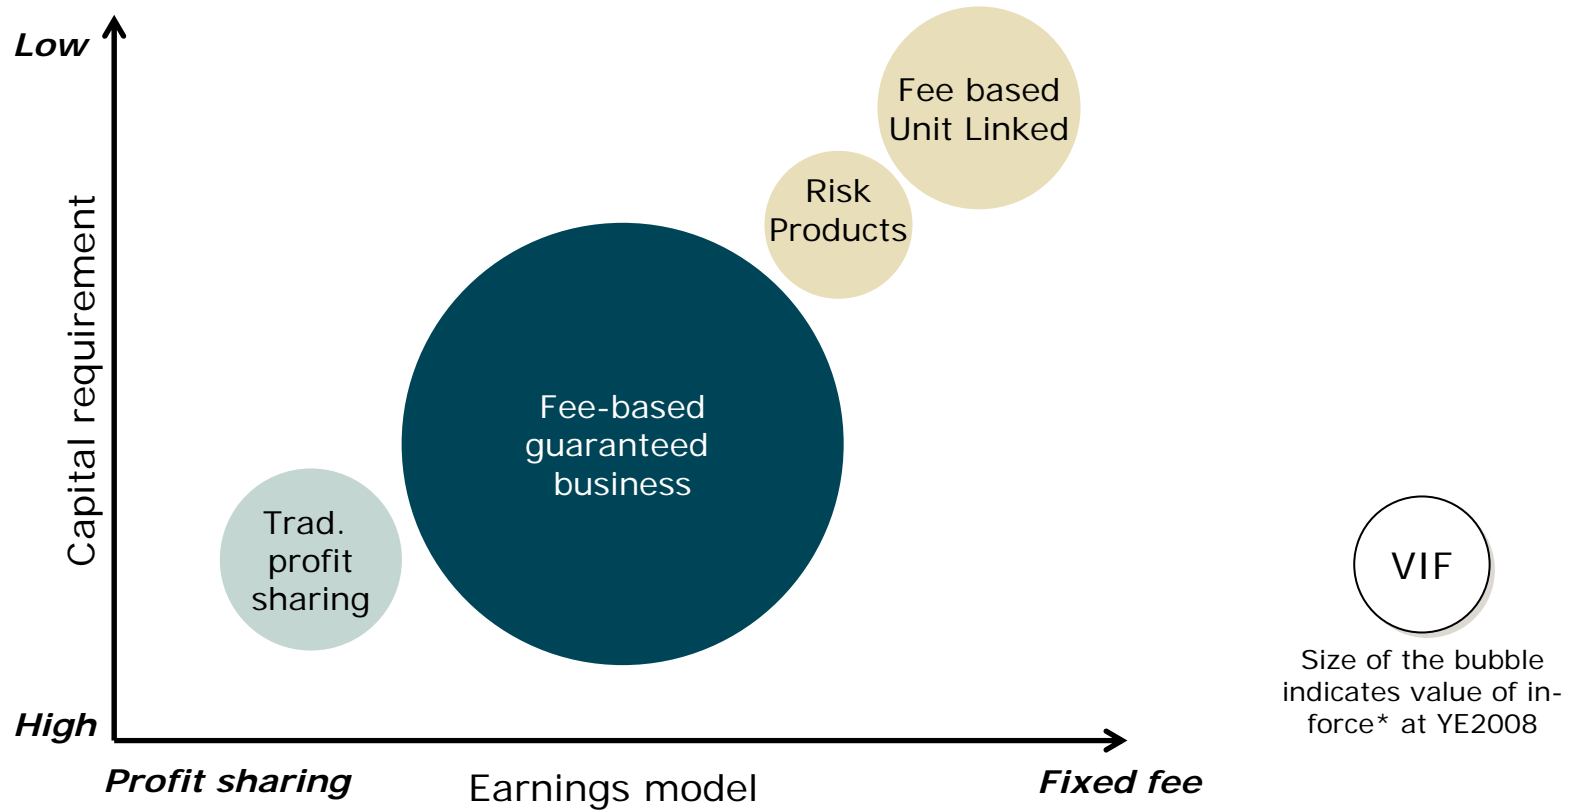 Low
Fee based
Unit Linked
Risk
Products
Capital requirement
Fee-based
guaranteed
business
Trad.
profit
sharing
VIF
Size of the bubble
indicates value of in-
force* at YE2008
High
Profit sharing
Earnings model
Fixed fee